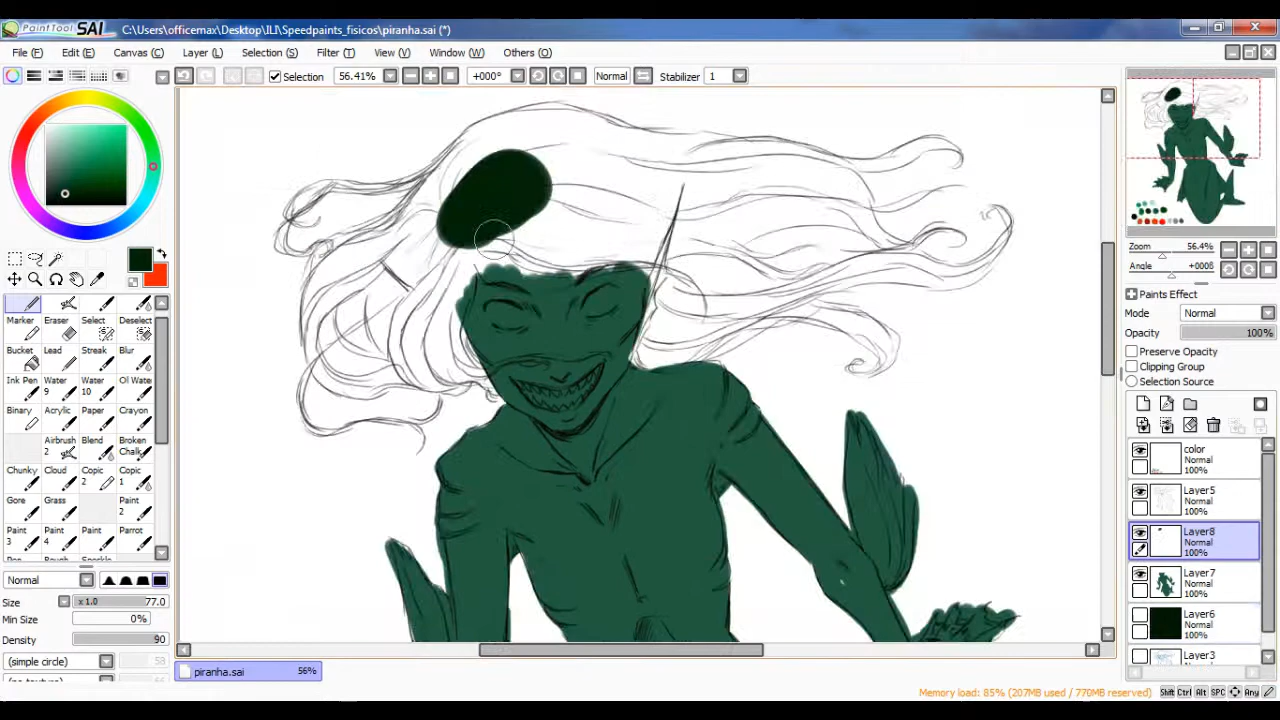 PaintTool SAI C:\Users\officemax\Desktop\ILI\Speedpaints_fisicos\piranha.sai (*)
File (F) Edit (E) Canvas (C) Layer (L) Selection (S) Filter (T) View (V) Window (W) Others (O)
Selection 56.41% +000° Normal Stabilizer 1
Zoom 56.4%
Angle
Paints Effect
Mode Normal
Opacity 100%
Preserve Opacity
Clipping Group
Selection Source
Marker Eraser Select Deselect
Bucket Lead Streak Blur
Ink Pen Water 9 Water 10 Oil Water
Binary Acrylic Paper Crayon
Airbrush 2 Blend Broken Chalk
Chunky Cloud Copic 2 Copic 1
Gore Grass Paint 2
Paint 3 Paint 4 Paint Parrot
Normal
Size x 1.0 77.0
Min Size 0%
Density 90
(simple circle)
color
Normal
100%
Layer5
Normal
100%
Layer8
Normal
100%
Layer7
Normal
100%
Layer6
Normal
100%
Layer3
Normal
piranha.sai 56%
Memory load: 85% (207MB used / 770MB reserved) Shift Ctrl Alt SPC Any